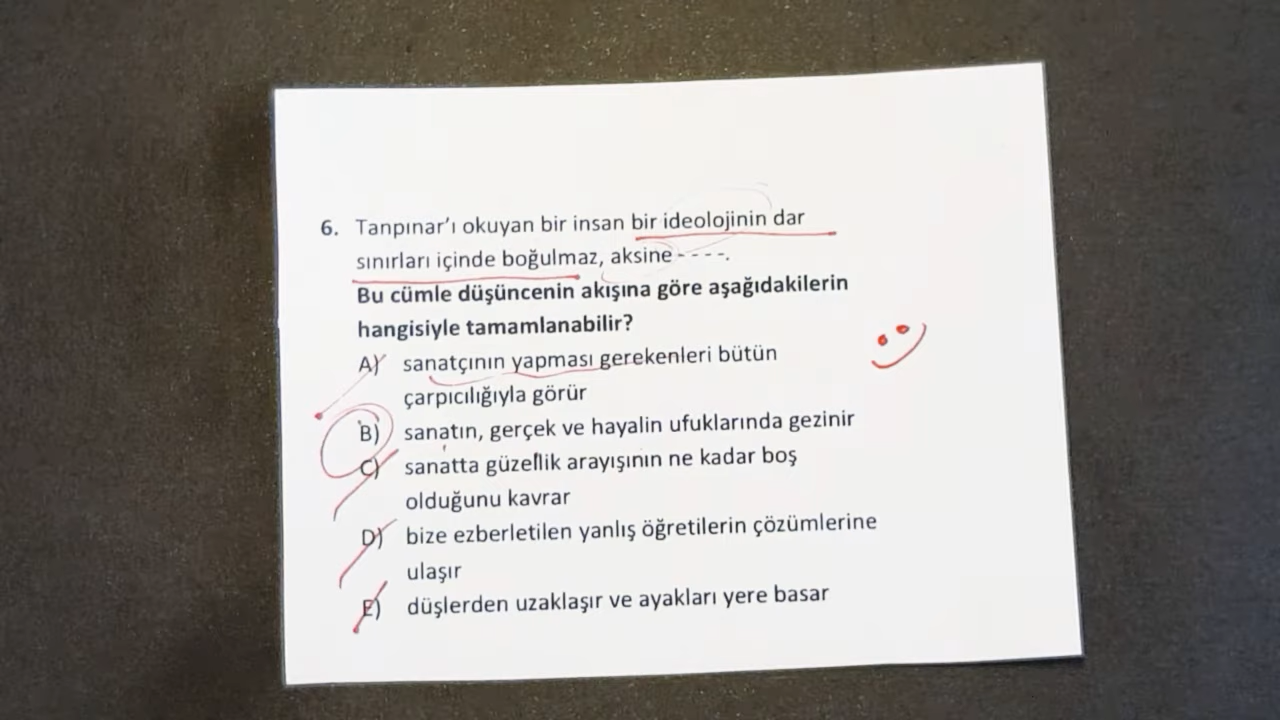 6. Tanpınar'ı okuyan bir insan bir ideolojinin dar
sınırları içinde boğulmaz, aksine - - - -.
Bu cümle düşüncenin akışına göre aşağıdakilerin
hangisiyle tamamlanabilir?
A) sanatçının yapması gerekenleri bütün
çarpıcılığıyla görür
B) sanatın, gerçek ve hayalin ufuklarında gezinir
C) sanatta güzellik arayışının ne kadar boş
olduğunu kavrar
D) bize ezberletilen yanlış öğretilerin çözümlerine
ulaşır
E) düşlerden uzaklaşır ve ayakları yere basar